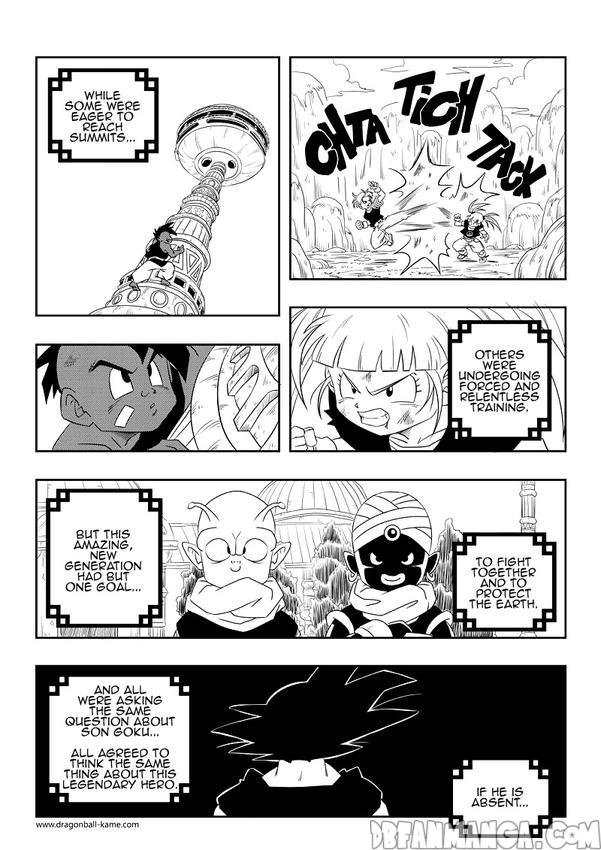 WHILE
SOME WERE
EAGER TO
REACH
SUMMITS...
CHTA
TICH
TACK
OTHERS
WERE
UNDERGOING
FORCED AND
RELENTLESS
TRAINING.
BUT THIS
AMAZING,
NEW
GENERATION
HAD BUT
ONE GOAL...
TO FIGHT
TOGETHER
AND TO
PROTECT
THE EARTH.
AND ALL
WERE ASKING
THE SAME
QUESTION ABOUT
SON GOKU...
ALL AGREED TO
THINK THE SAME
THING ABOUT THIS
LEGENDARY HERO.
IF HE IS
ABSENT...
www.dragonball-kame.com
DBFANMANGA.COM